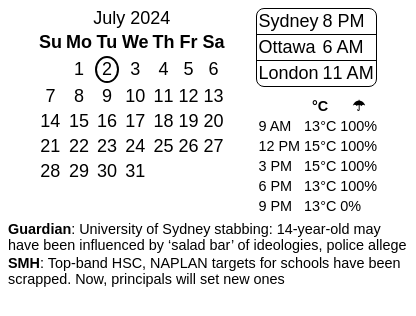 July 2024
Su Mo Tu We Th Fr Sa
1 2 3 4 5 6
7 8 9 10 11 12 13
14 15 16 17 18 19 20
21 22 23 24 25 26 27
28 29 30 31
Sydney 8 PM
Ottawa 6 AM
London 11 AM
°C ☂
9 AM 13°C 100%
12 PM 15°C 100%
3 PM 15°C 100%
6 PM 13°C 100%
9 PM 13°C 0%
Guardian: University of Sydney stabbing: 14-year-old may
have been influenced by ‘salad bar’ of ideologies, police allege
SMH: Top-band HSC, NAPLAN targets for schools have been
scrapped. Now, principals will set new ones